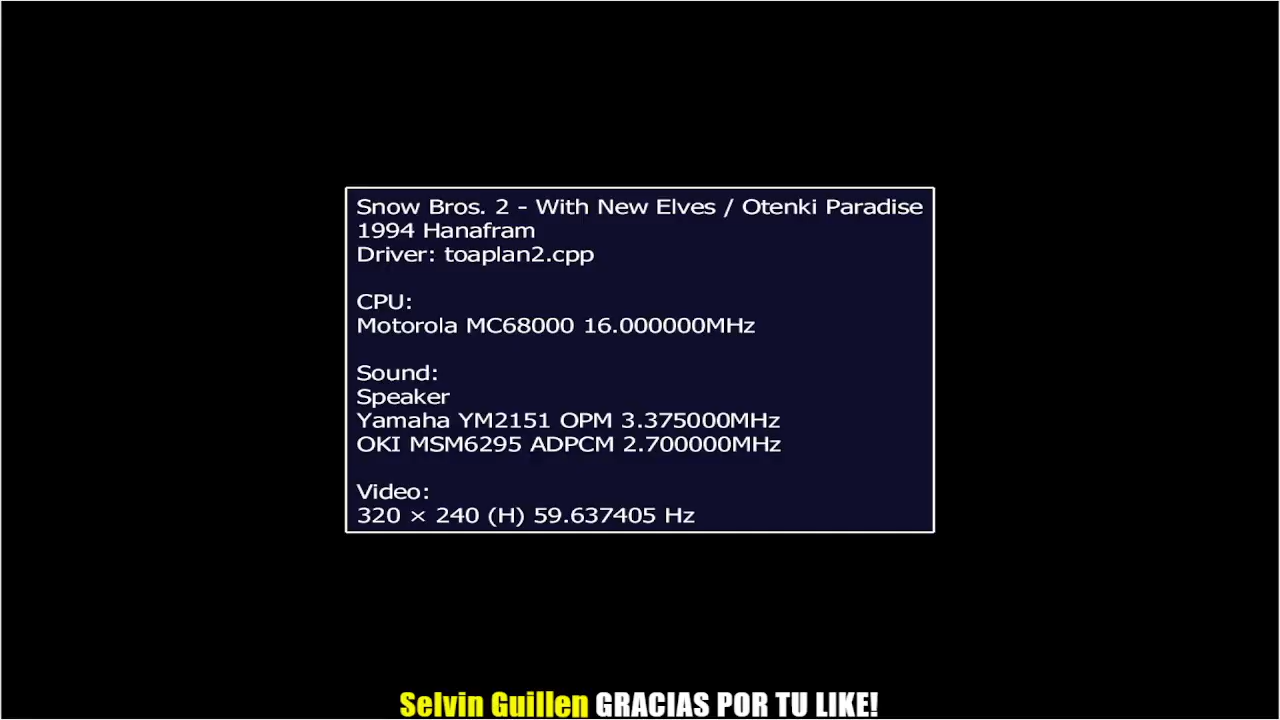 Snow Bros. 2 - With New Elves / Otenki Paradise
1994 Hanafram
Driver: toaplan2.cpp
CPU:
Motorola MC68000 16.000000MHz
Sound:
Speaker
Yamaha YM2151 OPM 3.375000MHz
OKI MSM6295 ADPCM 2.700000MHz
Video:
320 × 240 (H) 59.637405 Hz
Selvin Guillen GRACIAS POR TU LIKE!